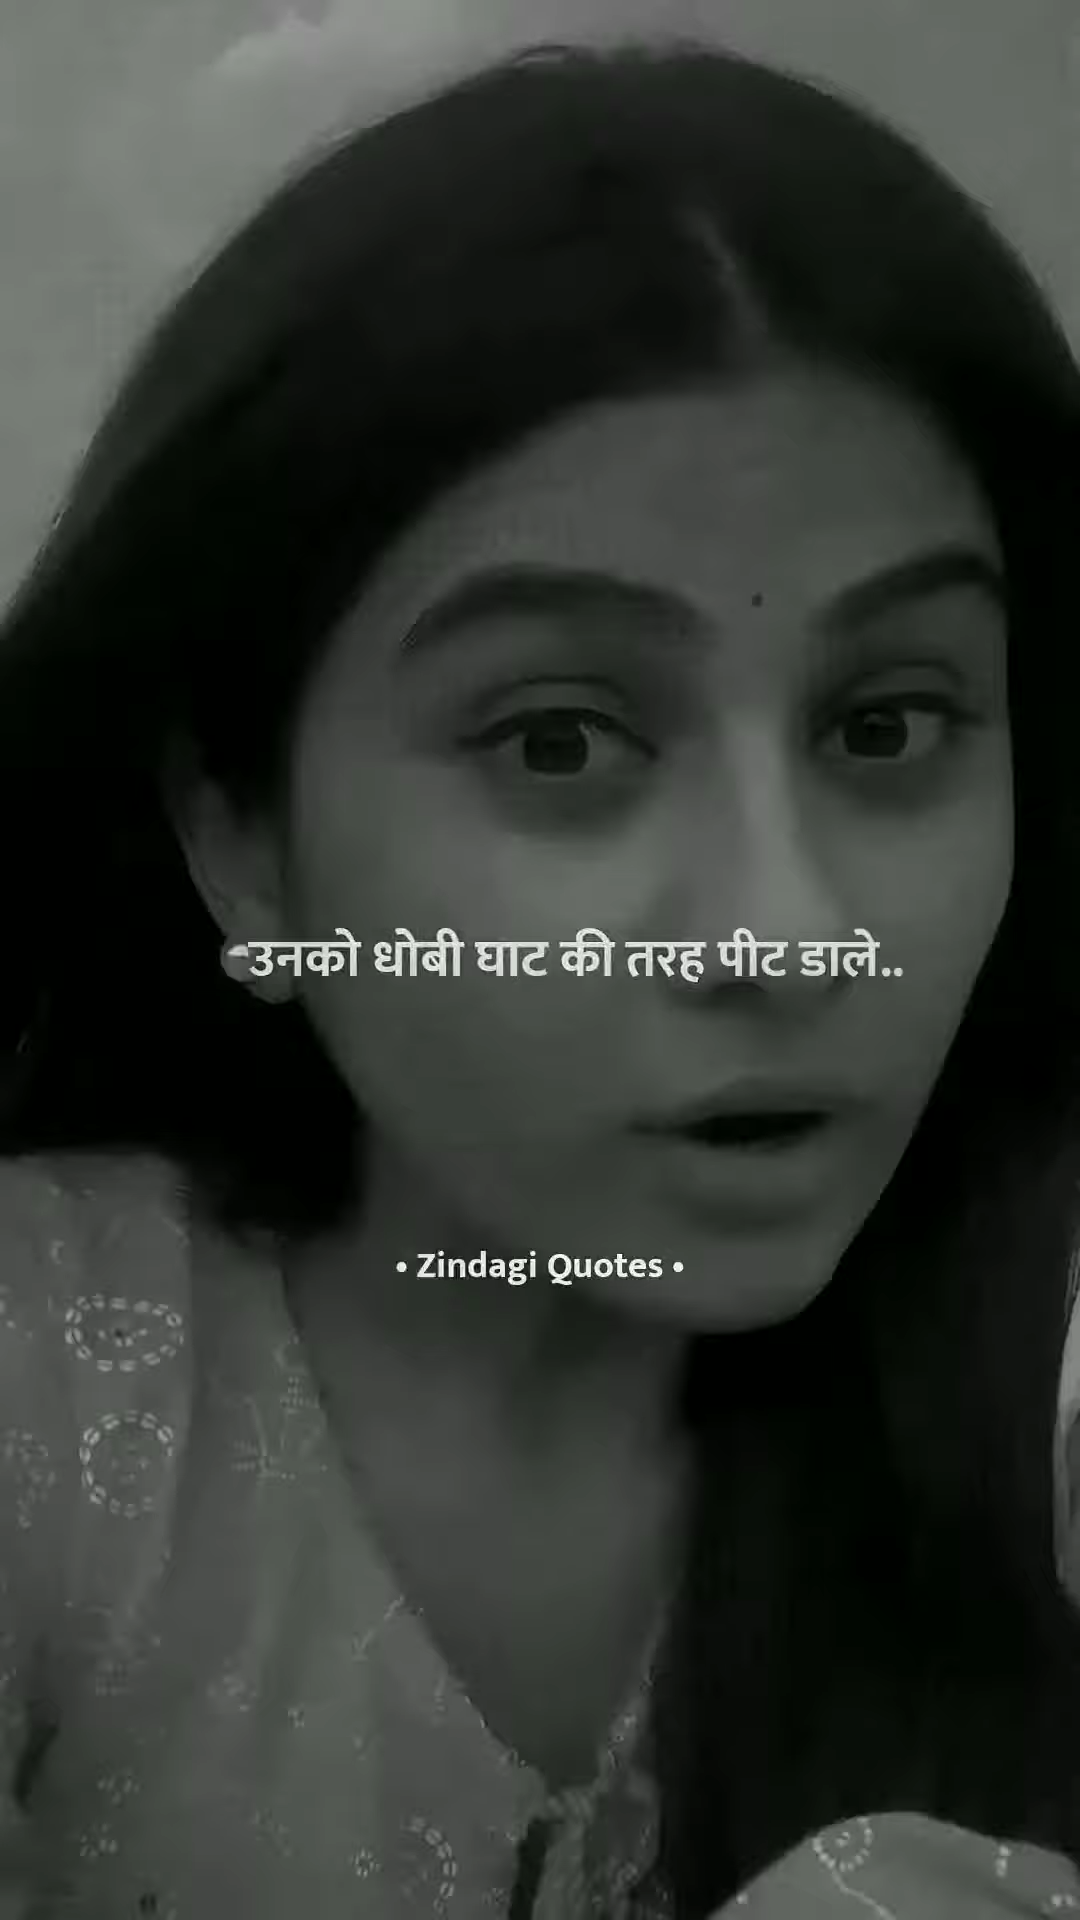 उनको धोबी घाट की तरह पीट डाले..
• Zindagi Quotes •